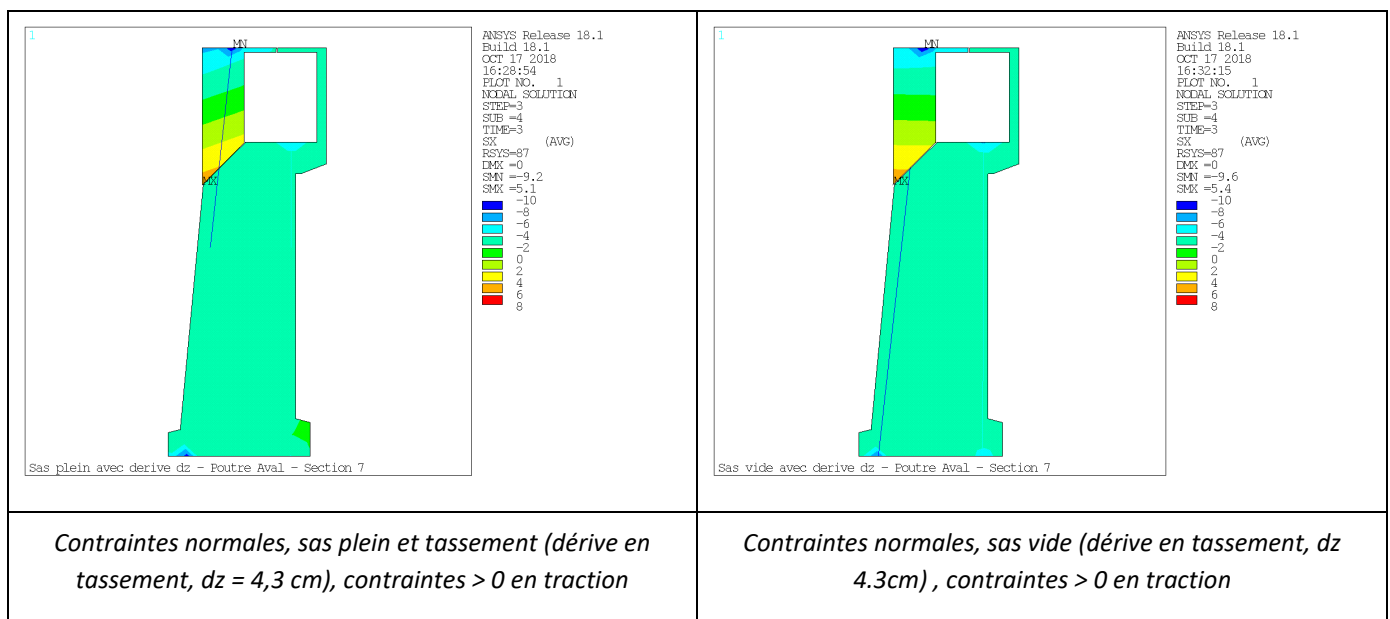 1
MN
MX
ANSYS Release 18.1
Build 18.1
OCT 17 2018
16:28:54
PLOT NO. 1
NODAL SOLUTION
STEP=3
SUB =4
TIME=3
SX (AVG)
RSYS=87
DMX =0
SMN =-9.2
SMX =5.1
-10
-8
-6
-4
-2
0
2
4
6
8
Sas plein avec derive dz - Poutre Aval - Section 7
1
MN
MX
ANSYS Release 18.1
Build 18.1
OCT 17 2018
16:32:15
PLOT NO. 1
NODAL SOLUTION
STEP=3
SUB =4
TIME=3
SX (AVG)
RSYS=87
DMX =0
SMN =-9.6
SMX =5.4
-10
-8
-6
-4
-2
0
2
4
6
8
Sas vide avec derive dz - Poutre Aval - Section 7
Contraintes normales, sas plein et tassement (dérive en
tassement, dz = 4,3 cm), contraintes > 0 en traction
Contraintes normales, sas vide (dérive en tassement, dz
4.3cm) , contraintes > 0 en traction